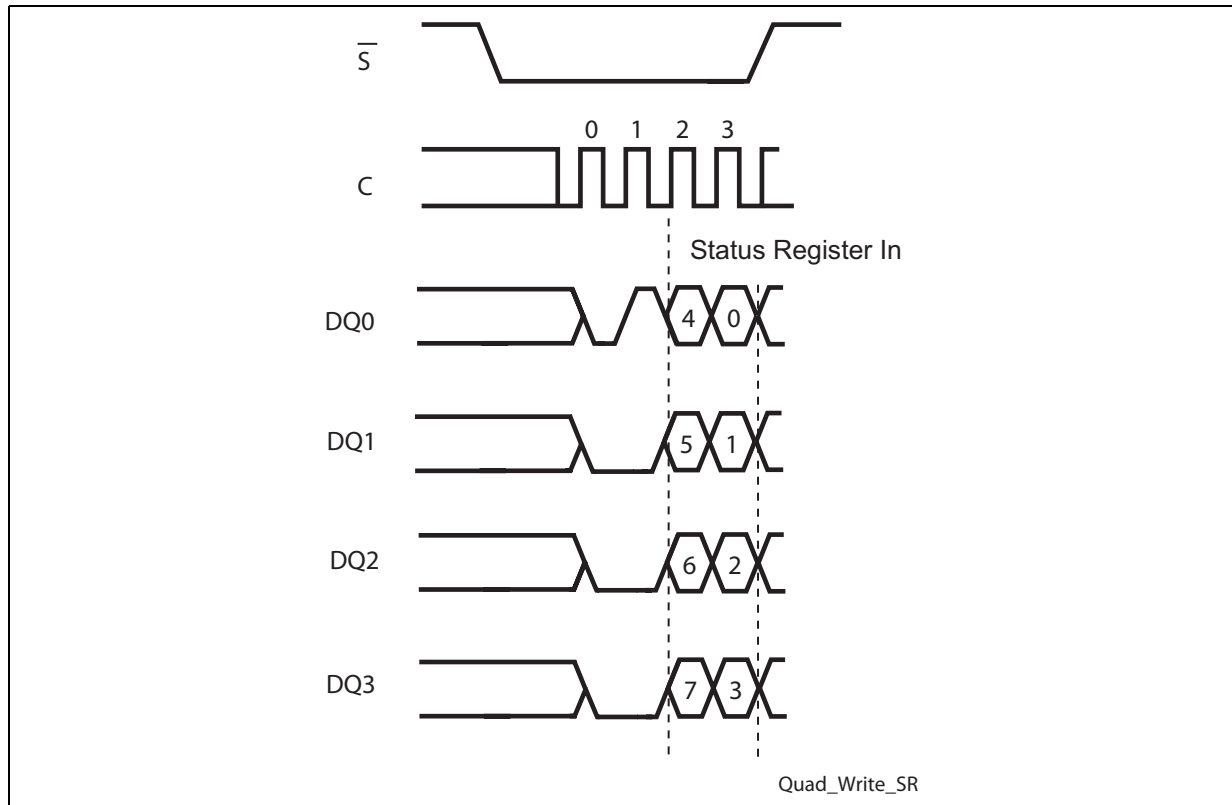 S̅
0 1 2 3
C
Status Register In
DQ0 4 0
DQ1 5 1
DQ2 6 2
DQ3 7 3
Quad_Write_SR